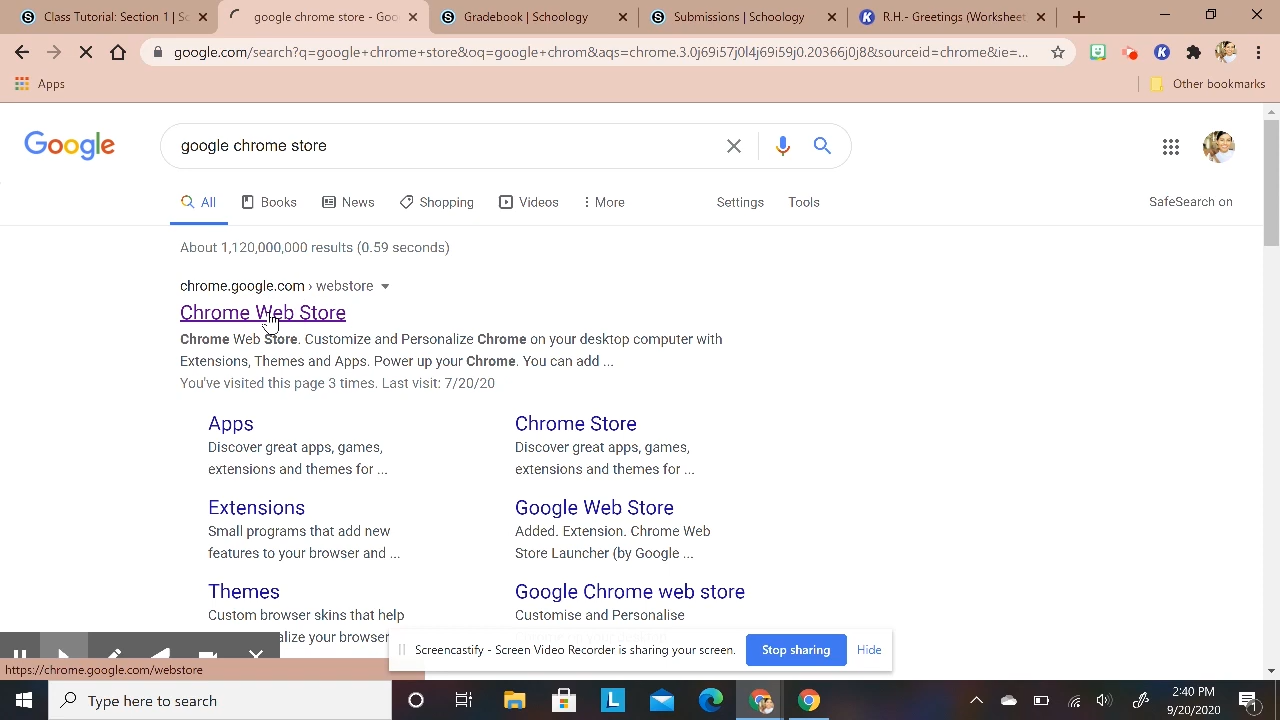 Class Tutorial: Section 1 | Sc
google chrome store - Goo
Gradebook | Schoology
Submissions | Schoology
R.H. - Greetings (Worksheet
google.com/search?q=google+chrome+store&oq=google+chrom&aqs=chrome.3.0j69i57j0l4j69i59j0.20366j0j8&sourceid=chrome&ie=...
Apps
Other bookmarks
Google
google chrome store
All Books News Shopping Videos More Settings Tools SafeSearch on
About 1,120,000,000 results (0.59 seconds)
chrome.google.com › webstore
Chrome Web Store
Chrome Web Store. Customize and Personalize Chrome on your desktop computer with
Extensions, Themes and Apps. Power up your Chrome. You can add ...
You've visited this page 3 times. Last visit: 7/20/20
Apps
Discover great apps, games,
extensions and themes for ...
Chrome Store
Discover great apps, games,
extensions and themes for ...
Extensions
Small programs that add new
features to your browser and ...
Google Web Store
Added. Extension. Chrome Web
Store Launcher (by Google ...
Themes
Custom browser skins that help
alize your browser
Google Chrome web store
Customise and Personalise
Screencastify - Screen Video Recorder is sharing your screen.
Stop sharing
Hide
https://chrome.google.com/webstore
Type here to search
2:40 PM
9/20/2020
1